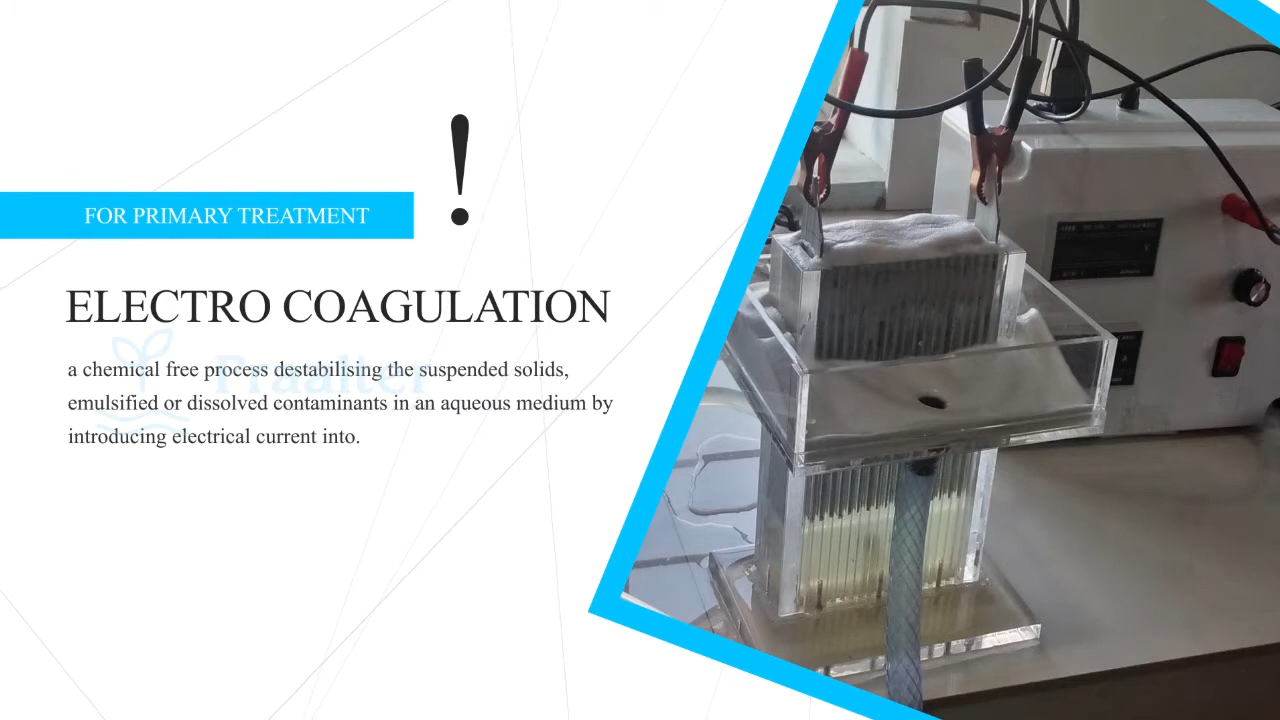 FOR PRIMARY TREATMENT
!
ELECTRO COAGULATION
a chemical free process destabilising the suspended solids,
emulsified or dissolved contaminants in an aqueous medium by
introducing electrical current into.